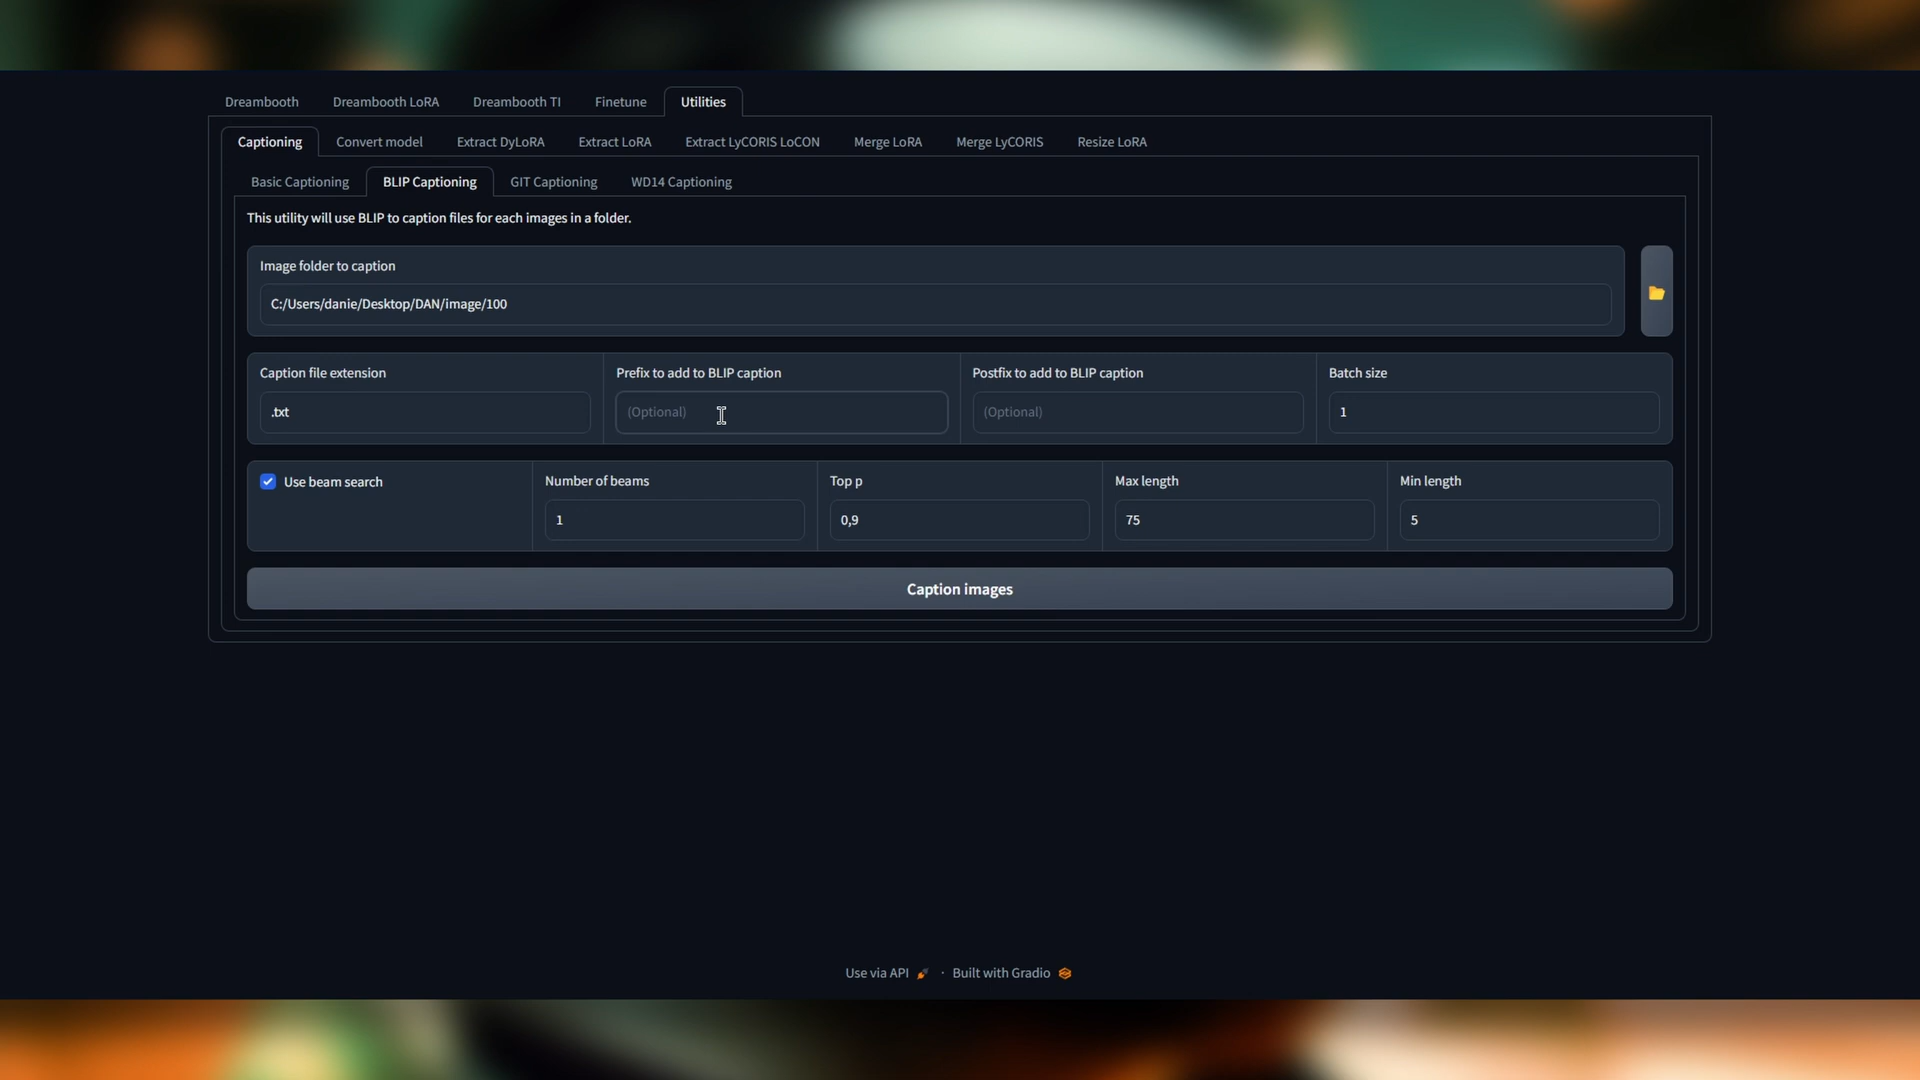 Dreambooth Dreambooth LoRA Dreambooth TI Finetune Utilities
Captioning Convert model Extract DyLoRA Extract LoRA Extract LyCORIS LoCON Merge LoRA Merge LyCORIS Resize LoRA
Basic Captioning BLIP Captioning GIT Captioning WD14 Captioning
This utility will use BLIP to caption files for each images in a folder.
Image folder to caption
C:/Users/danie/Desktop/DAN/image/100
Caption file extension Prefix to add to BLIP caption Postfix to add to BLIP caption Batch size
.txt (Optional) (Optional) 1
Use beam search Number of beams Top p Max length Min length
1 0,9 75 5
Caption images
Use via API · Built with Gradio